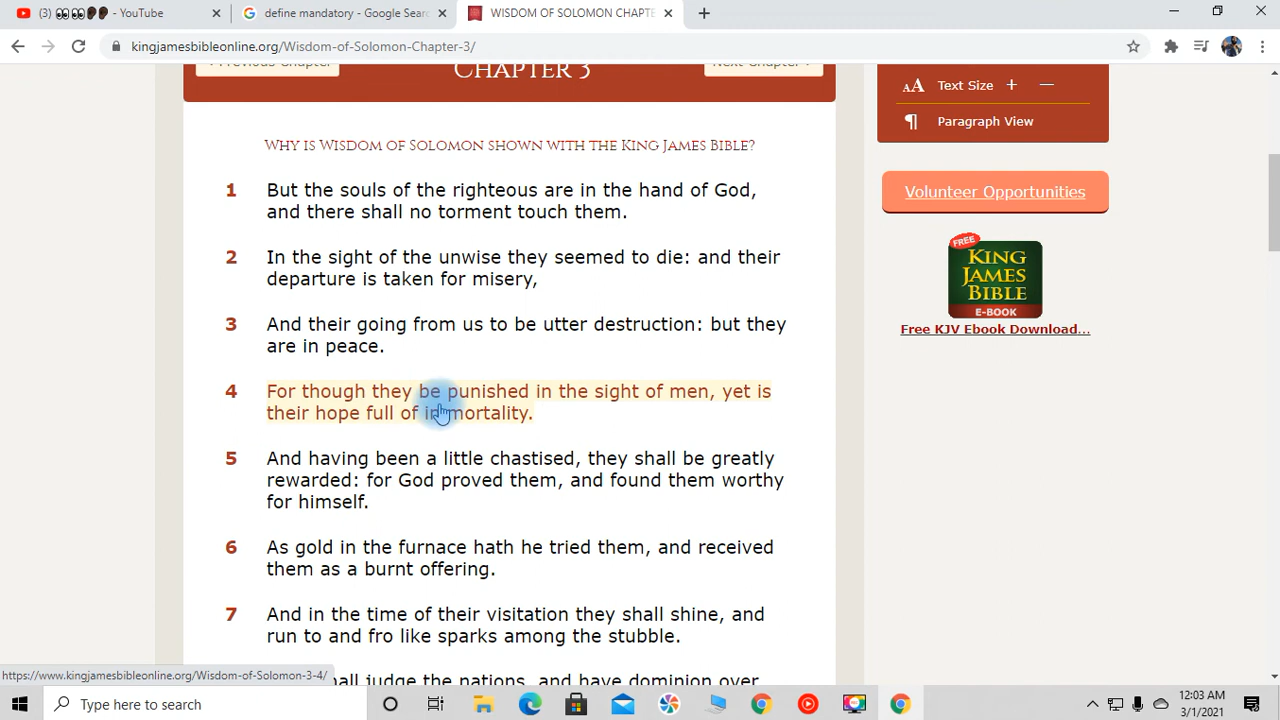 (3) 👀👀👂🏿👂🏿 - YouTube
define mandatory - Google Sear
WISDOM OF SOLOMON CHAPTE
kingjamesbibleonline.org/Wisdom-of-Solomon-Chapter-3/
Previous Chapter
CHAPTER 3
Next Chapter
AA Text Size + —
¶ Paragraph View
WHY IS WISDOM OF SOLOMON SHOWN WITH THE KING JAMES BIBLE?
Volunteer Opportunities
FREE
KING
JAMES
BIBLE
E-BOOK
Free KJV Ebook Download...
1 But the souls of the righteous are in the hand of God,
and there shall no torment touch them.
2 In the sight of the unwise they seemed to die: and their
departure is taken for misery,
3 And their going from us to be utter destruction: but they
are in peace.
4 For though they be punished in the sight of men, yet is
their hope full of immortality.
5 And having been a little chastised, they shall be greatly
rewarded: for God proved them, and found them worthy
for himself.
6 As gold in the furnace hath he tried them, and received
them as a burnt offering.
7 And in the time of their visitation they shall shine, and
run to and fro like sparks among the stubble.
judge the nations, and have dominion over
https://www.kingjamesbibleonline.org/Wisdom-of-Solomon-3-4/
Type here to search
12:03 AM
3/1/2021